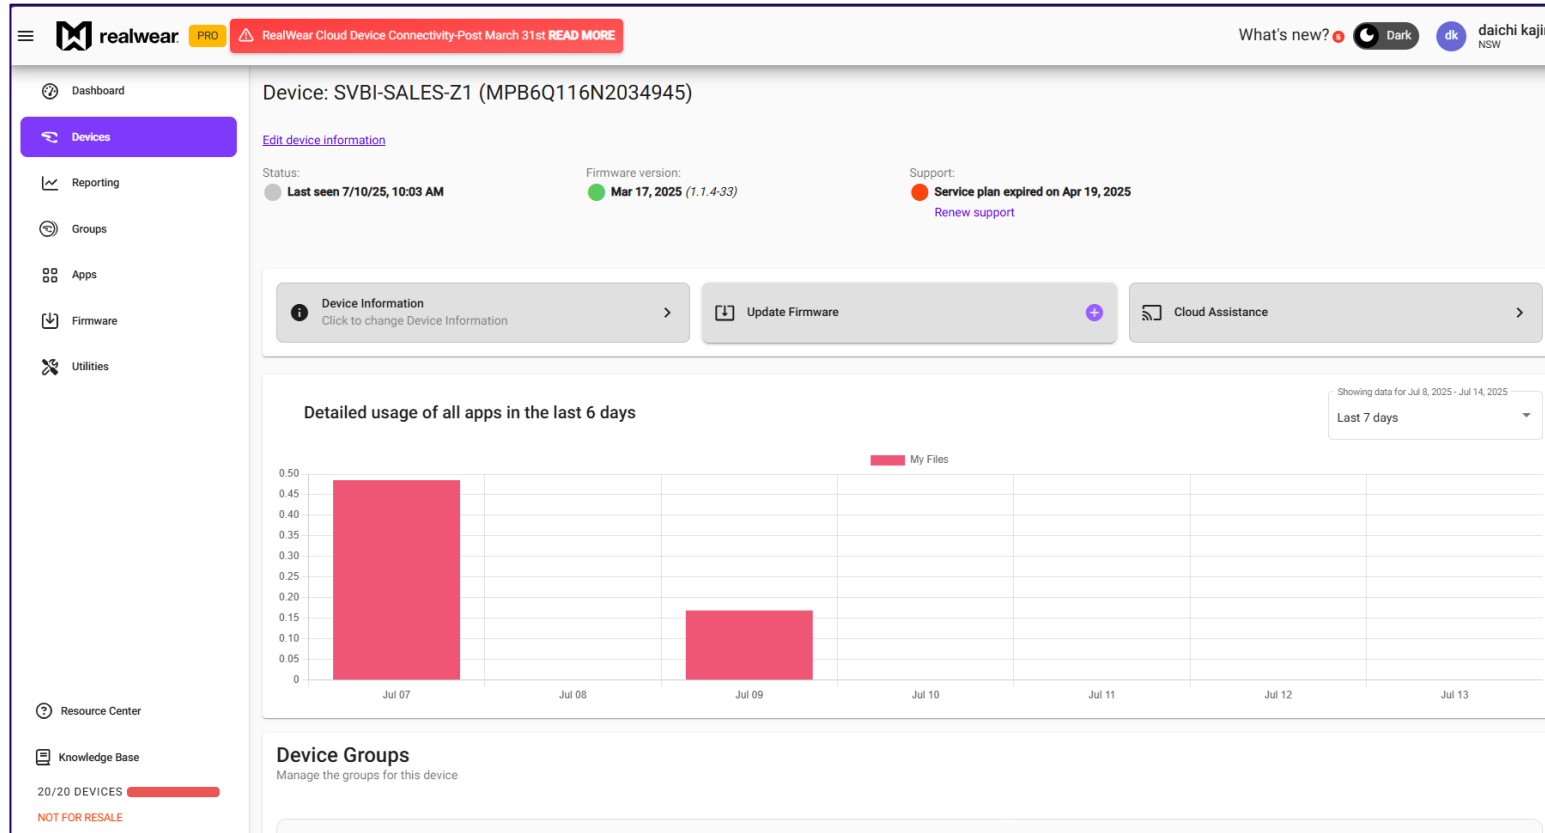 realwear PRO RealWear Cloud Device Connectivity-Post March 31st READ MORE What's new? 5 Dark dk daichi kajir
NSW
Dashboard
Devices
Reporting
Groups
Apps
Firmware
Utilities
Resource Center
Knowledge Base
20/20 DEVICES
NOT FOR RESALE
Device: SVBI-SALES-Z1 (MPB6Q116N2034945)
Edit device information
Status:
Last seen 7/10/25, 10:03 AM
Firmware version:
Mar 17, 2025 (1.1.4-33)
Support:
Service plan expired on Apr 19, 2025
Renew support
Device Information
Click to change Device Information
Update Firmware
Cloud Assistance
Detailed usage of all apps in the last 6 days
Showing data for Jul 8, 2025 - Jul 14, 2025
Last 7 days
My Files
0.50
0.45
0.40
0.35
0.30
0.25
0.20
0.15
0.10
0.05
0
Jul 07 Jul 08 Jul 09 Jul 10 Jul 11 Jul 12 Jul 13
Device Groups
Manage the groups for this device